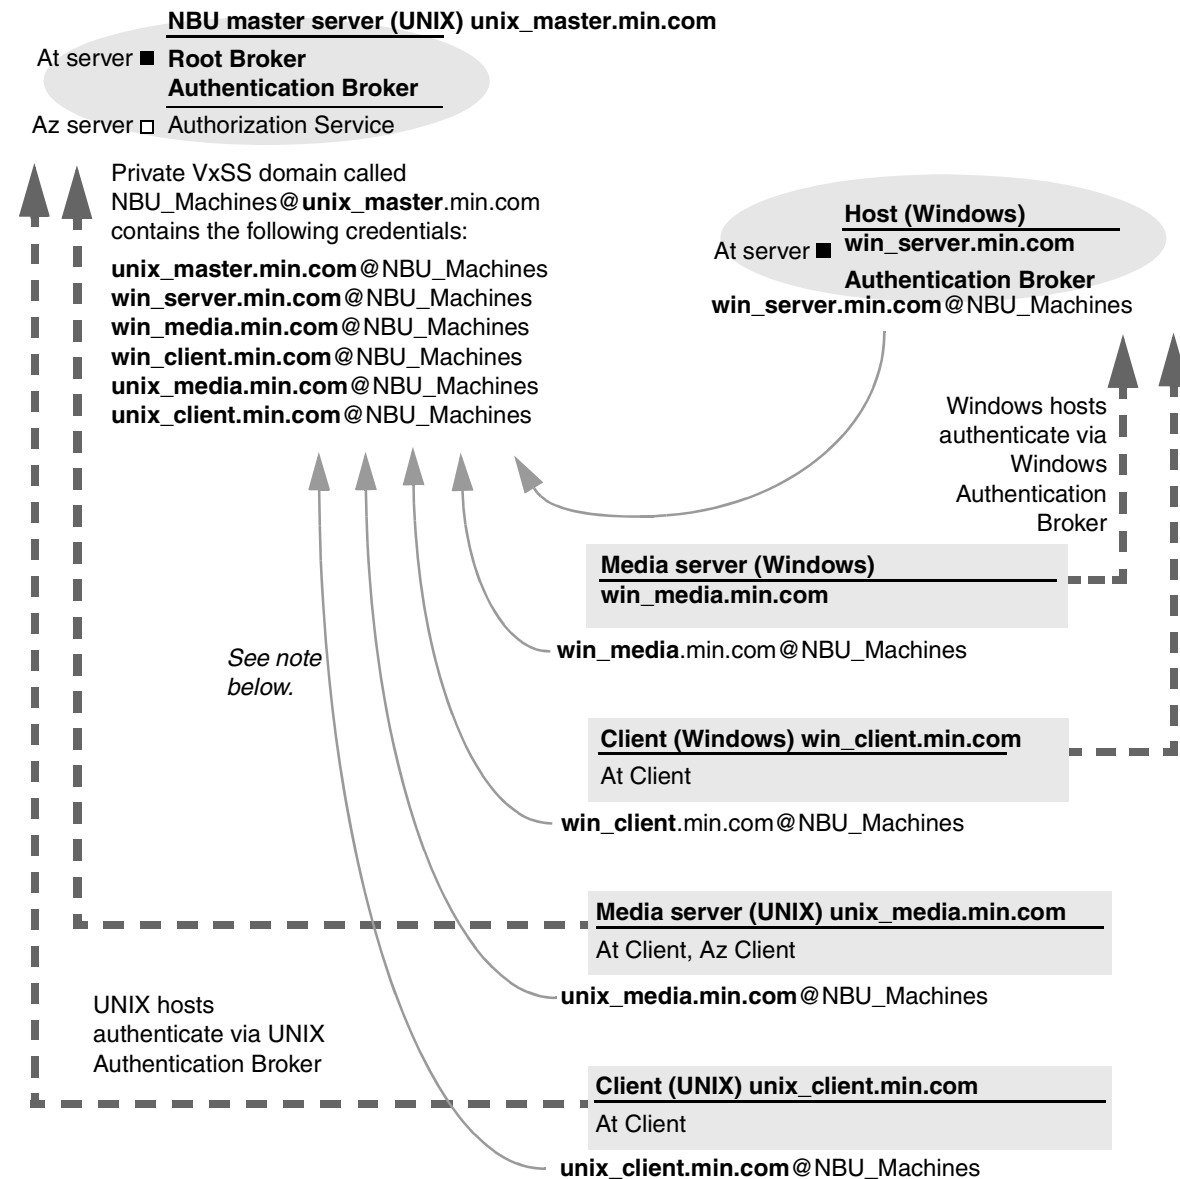 NBU master server (UNIX) unix_master.min.com
At server Root Broker
Authentication Broker
Az server Authorization Service
Private VxSS domain called
NBU_Machines@unix_master.min.com
contains the following credentials:
unix_master.min.com@NBU_Machines
win_server.min.com@NBU_Machines
win_media.min.com@NBU_Machines
win_client.min.com@NBU_Machines
unix_media.min.com@NBU_Machines
unix_client.min.com@NBU_Machines
Host (Windows)
win_server.min.com
At server
Authentication Broker
win_server.min.com@NBU_Machines
Windows hosts
authenticate via
Windows
Authentication
Broker
Media server (Windows)
win_media.min.com
win_media.min.com@NBU_Machines
See note
below.
Client (Windows) win_client.min.com
At Client
win_client.min.com@NBU_Machines
Media server (UNIX) unix_media.min.com
At Client, Az Client
unix_media.min.com@NBU_Machines
UNIX hosts
authenticate via UNIX
Authentication Broker
Client (UNIX) unix_client.min.com
At Client
unix_client.min.com@NBU_Machines